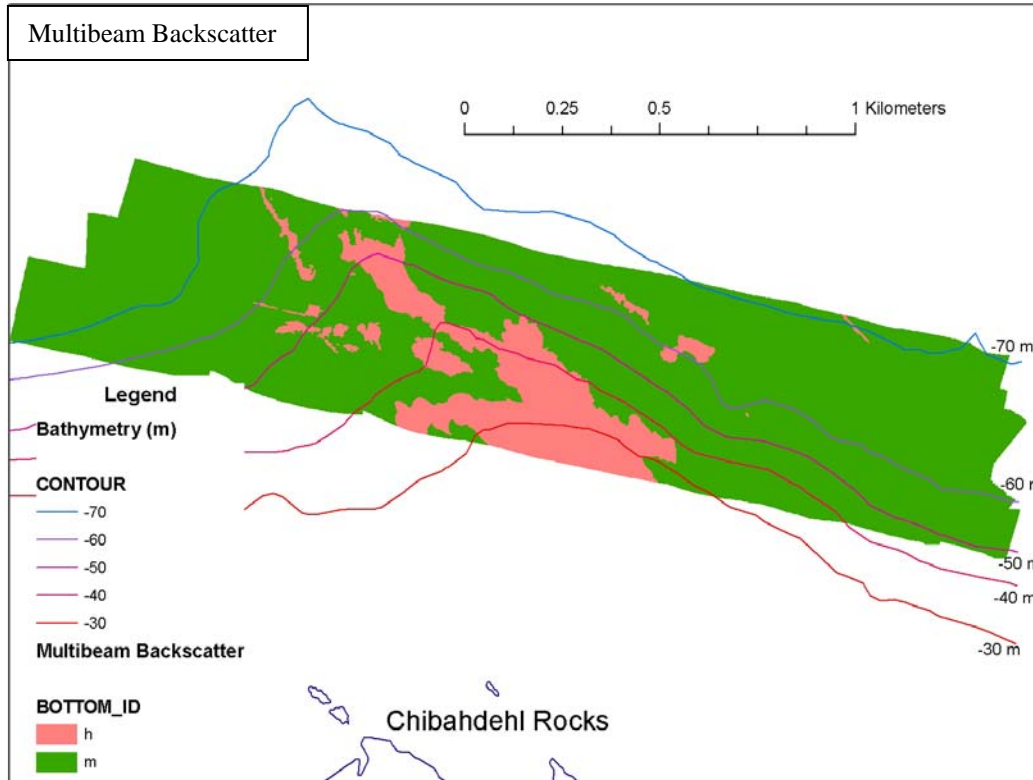 Multibeam Backscatter
0 0.25 0.5 1 Kilometers
-70 m
Legend
Bathymetry (m)
CONTOUR
-70
-60
-50
-40
-30
-60 m
-50 m
-40 m
-30 m
Multibeam Backscatter
BOTTOM_ID
h
m
Chibahdehl Rocks